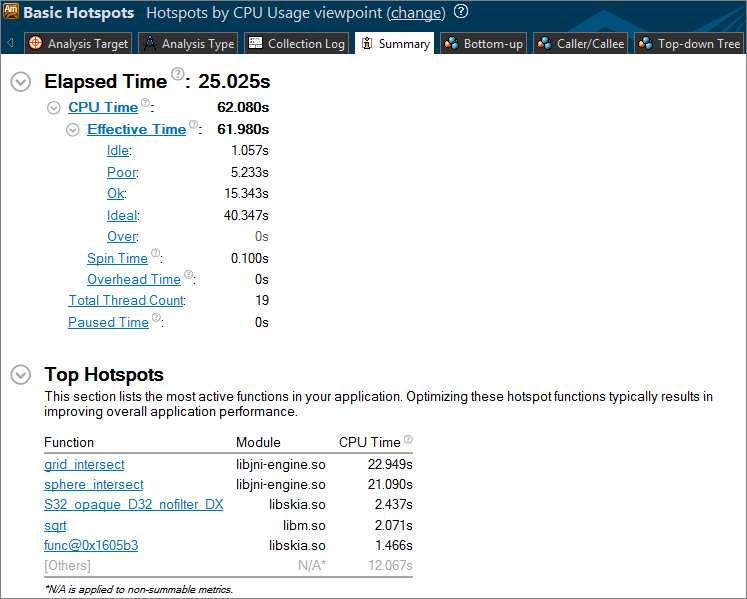 Am Basic Hotspots Hotspots by CPU Usage viewpoint (change) ?
Analysis Target Analysis Type Collection Log Summary Bottom-up Caller/Callee Top-down Tree
Elapsed Time ?: 25.025s
CPU Time ?: 62.080s
Effective Time ?: 61.980s
Idle: 1.057s
Poor: 5.233s
Ok: 15.343s
Ideal: 40.347s
Over: 0s
Spin Time ?: 0.100s
Overhead Time ?: 0s
Total Thread Count: 19
Paused Time ?: 0s
Top Hotspots
This section lists the most active functions in your application. Optimizing these hotspot functions typically results in
improving overall application performance.
Function Module CPU Time ?
grid_intersect libjni-engine.so 22.949s
sphere_intersect libjni-engine.so 21.090s
S32_opaque_D32_nofilter_DX libskia.so 2.437s
sqrt libm.so 2.071s
func@0x1605b3 libskia.so 1.466s
[Others] N/A* 12.067s
*N/A is applied to non-summable metrics.